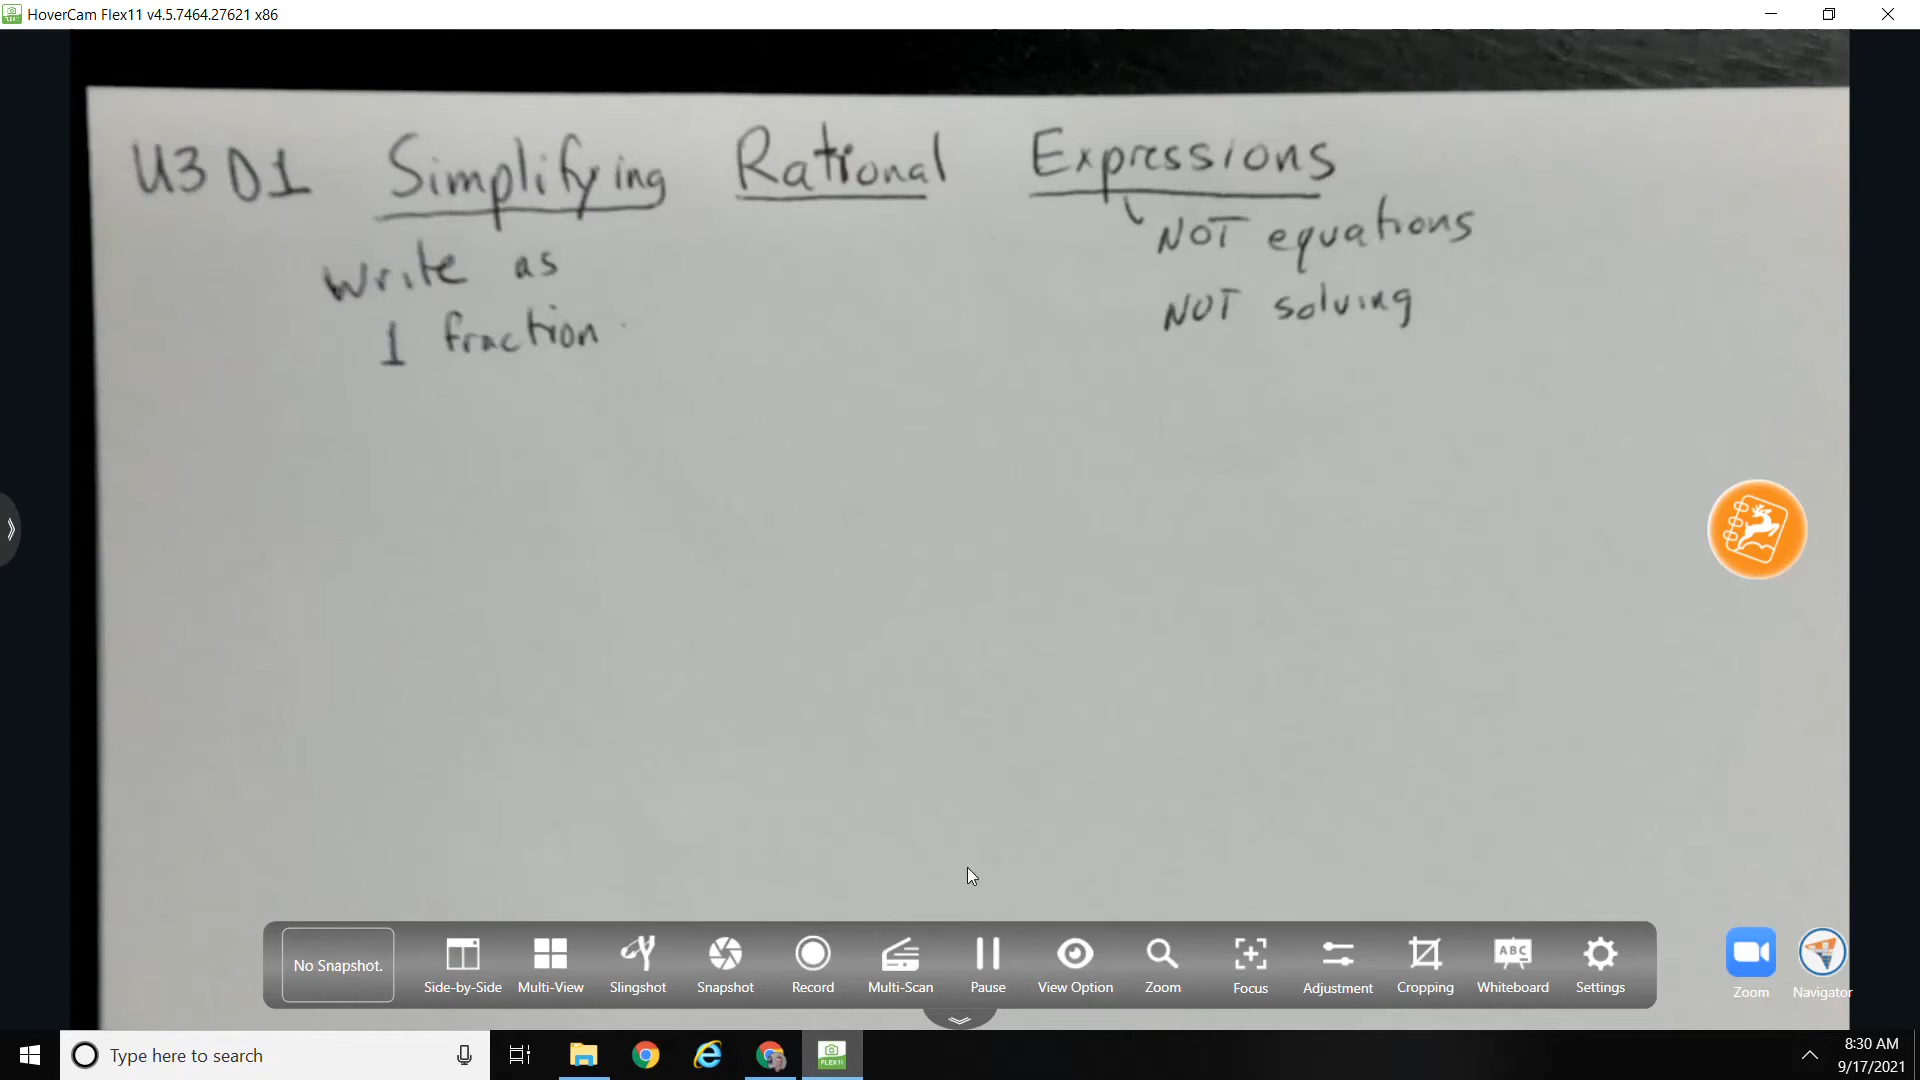 HoverCam Flex11 v4.5.7464.27621 x86
U3 D1 Simplifying Rational Expressions
NOT equations
write as
NOT solving
1 fraction
No Snapshot.
Side-by-Side
Multi-View
Slingshot
Snapshot
Record
Multi-Scan
Pause
View Option
Zoom
Focus
Adjustment
Cropping
ABC
Whiteboard
Settings
Zoom
Navigator
Type here to search
FLEX11
8:30 AM
9/17/2021